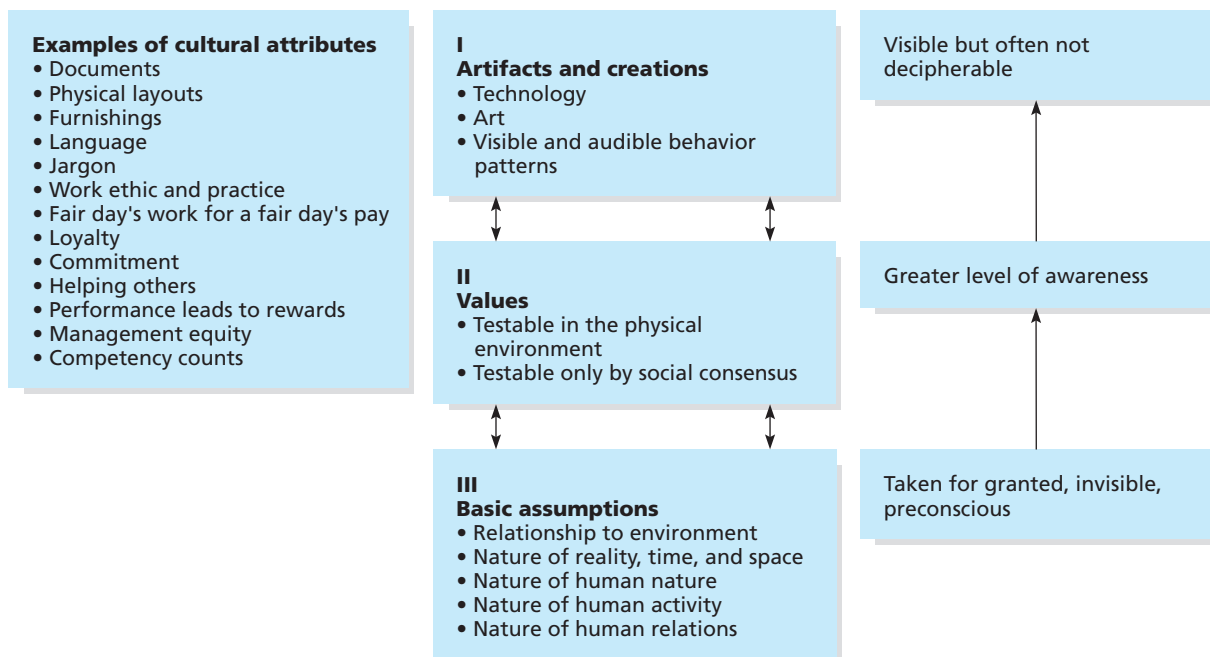 Examples of cultural attributes
• Documents
• Physical layouts
• Furnishings
• Language
• Jargon
• Work ethic and practice
• Fair day's work for a fair day's pay
• Loyalty
• Commitment
• Helping others
• Performance leads to rewards
• Management equity
• Competency counts
I
Artifacts and creations
• Technology
• Art
• Visible and audible behavior
patterns
II
Values
• Testable in the physical
environment
• Testable only by social consensus
III
Basic assumptions
• Relationship to environment
• Nature of reality, time, and space
• Nature of human nature
• Nature of human activity
• Nature of human relations
Visible but often not
decipherable
Greater level of awareness
Taken for granted, invisible,
preconscious